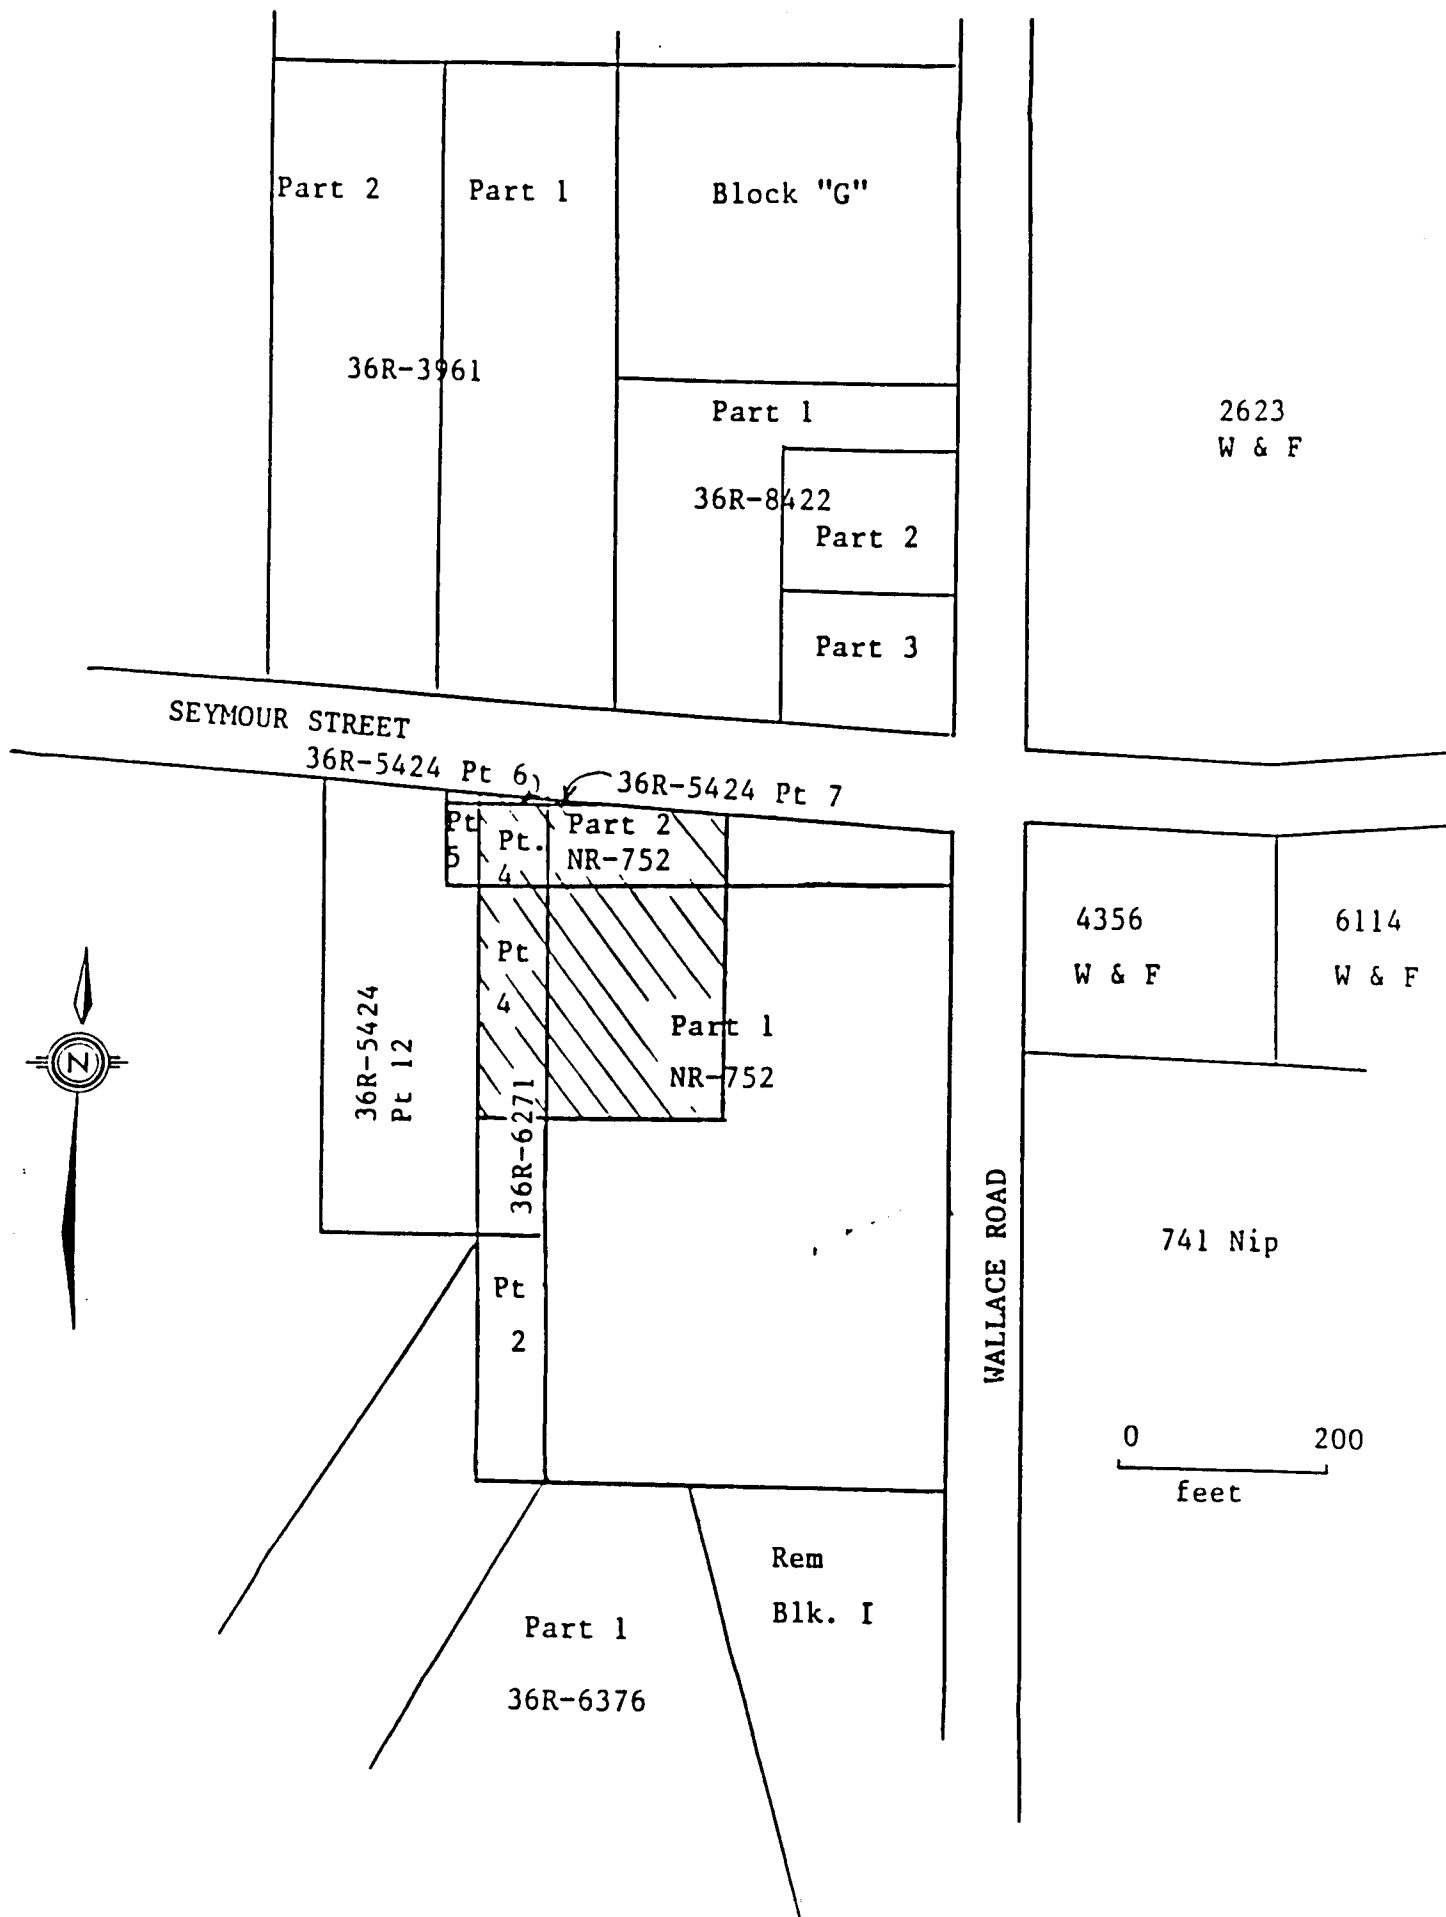 Part 2
Part 1
Block "G"
36R-3961
Part 1
2623
W & F
36R-8422
Part 2
Part 3
SEYMOUR STREET
36R-5424 Pt 6
36R-5424 Pt 7
Pt
5
Pt.
4
Part 2
NR-752
4356
W & F
6114
W & F
Pt
4
36R-5424
Pt 12
Part 1
NR-752
N
36R-6271
WALLACE ROAD
741 Nip
Pt
2
0 200
feet
Rem
Blk. I
Part 1
36R-6376